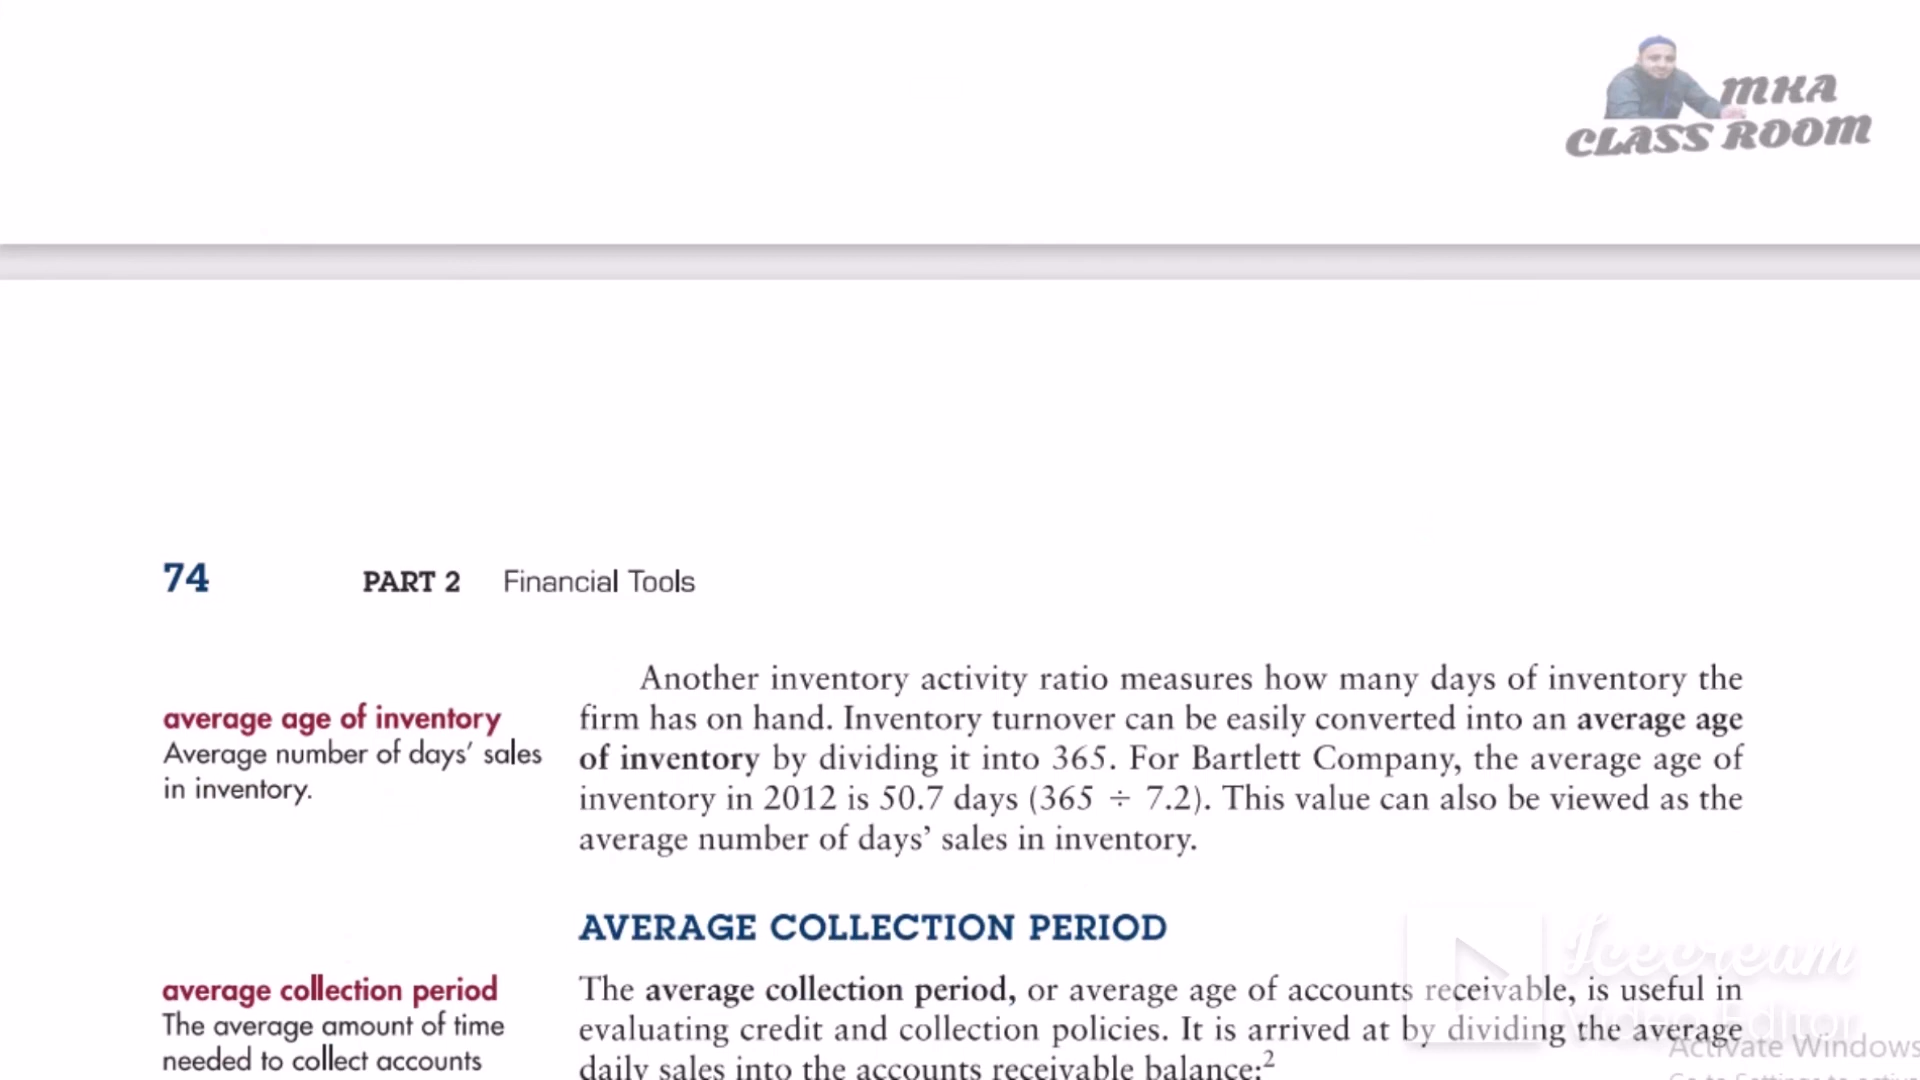 MKA
CLASS ROOM
74 PART 2 Financial Tools
Another inventory activity ratio measures how many days of inventory the
firm has on hand. Inventory turnover can be easily converted into an average age
of inventory by dividing it into 365. For Bartlett Company, the average age of
inventory in 2012 is 50.7 days (365 ÷ 7.2). This value can also be viewed as the
average number of days’ sales in inventory.
average age of inventory
Average number of days’ sales
in inventory.
AVERAGE COLLECTION PERIOD
The average collection period, or average age of accounts receivable, is useful in
evaluating credit and collection policies. It is arrived at by dividing the average
daily sales into the accounts receivable balance:²
average collection period
The average amount of time
needed to collect accounts
Icecream
Video Editor
Activate Windows